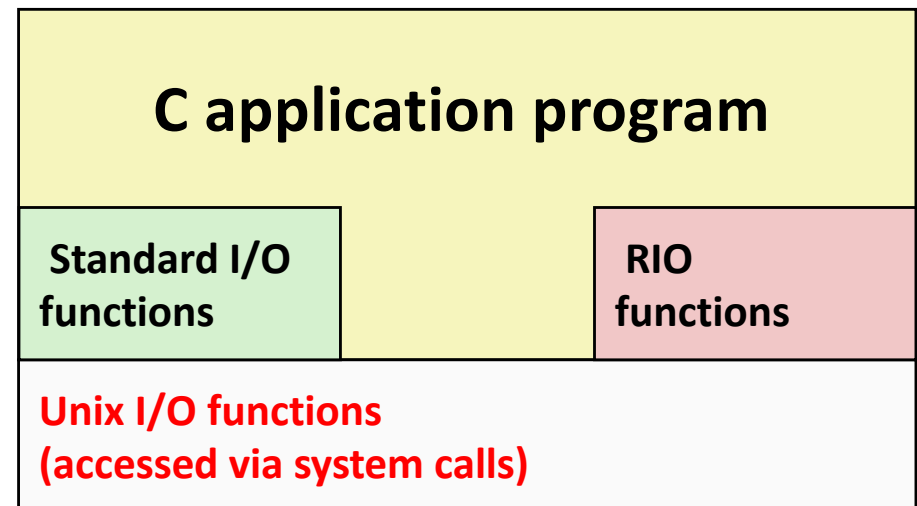 C application program
Standard I/O
functions
RIO
functions
Unix I/O functions
(accessed via system calls)